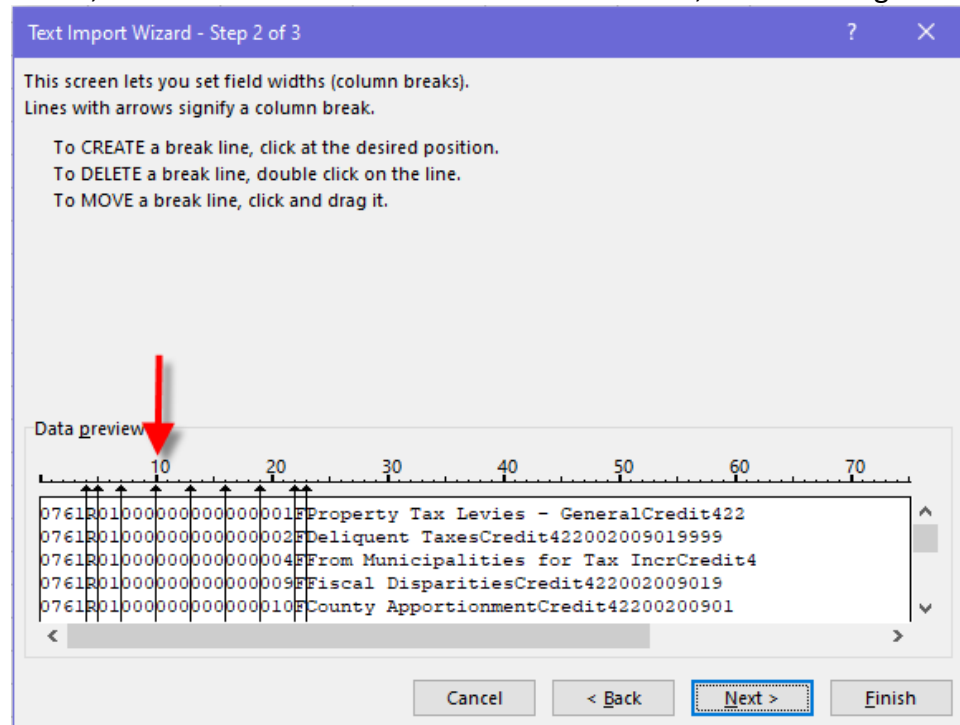 Text Import Wizard - Step 2 of 3 ? ×
This screen lets you set field widths (column breaks).
Lines with arrows signify a column break.
To CREATE a break line, click at the desired position.
To DELETE a break line, double click on the line.
To MOVE a break line, click and drag it.
Data preview
10 20 30 40 50 60 70
0761R01000000000000001FProperty Tax Levies - GeneralCredit422
0761R01000000000000002FDeliquent TaxesCredit422002009019999
0761R01000000000000004FFrom Municipalities for Tax IncrCredit4
0761R01000000000000009FFiscal DisparitiesCredit422002009019
0761R01000000000000010FCounty ApportionmentCredit42200200901
Cancel < Back Next > Finish